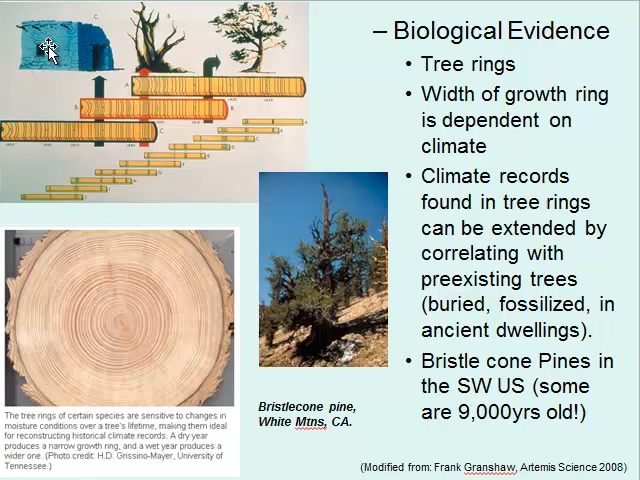 – Biological Evidence
• Tree rings
• Width of growth ring
is dependent on
climate
• Climate records
found in tree rings
can be extended by
correlating with
preexisting trees
(buried, fossilized, in
ancient dwellings).
• Bristle cone Pines in
the SW US (some
are 9,000yrs old!)
B
A
A
B
B
C
A
B
C
D
E
F
G
H
I
Bristlecone pine,
White Mtns, CA.
The tree rings of certain species are sensitive to changes in
moisture conditions over a tree's lifetime, making them ideal
for reconstructing historical climate records. A dry year
produces a narrow growth ring, and a wet year produces a
wider one. (Photo credit: H.D. Grissino-Mayer, University of
Tennessee.)
(Modified from: Frank Granshaw, Artemis Science 2008)